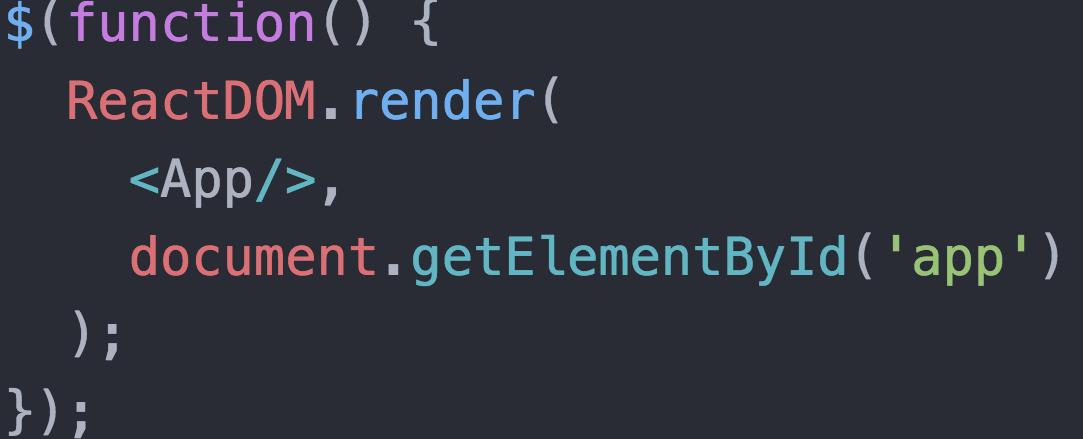 $(function() {
  ReactDOM.render(
    <App/>,
    document.getElementById('app')
  );
});